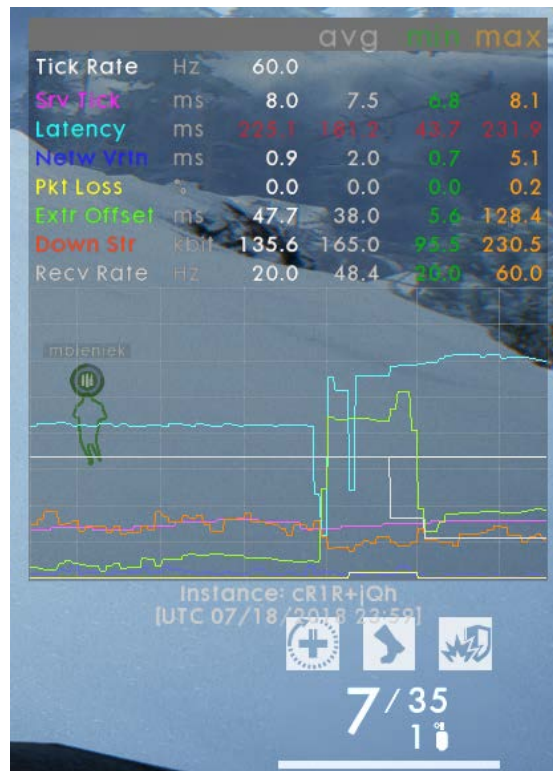 avg min max
Tick Rate Hz 60.0
Srv Tick ms 8.0 7.5 6.8 8.1
Latency ms 225.1 181.2 43.7 231.9
Netw Vrtn ms 0.9 2.0 0.7 5.1
Pkt Loss % 0.0 0.0 0.0 0.2
Extr Offset ms 47.7 38.0 5.6 128.4
Down Str kbit 135.6 165.0 95.5 230.5
Recv Rate Hz 20.0 48.4 20.0 60.0
mbleniek
Instance: cR1R+jQh
[UTC 07/18/2018 23:59]
7/35
1